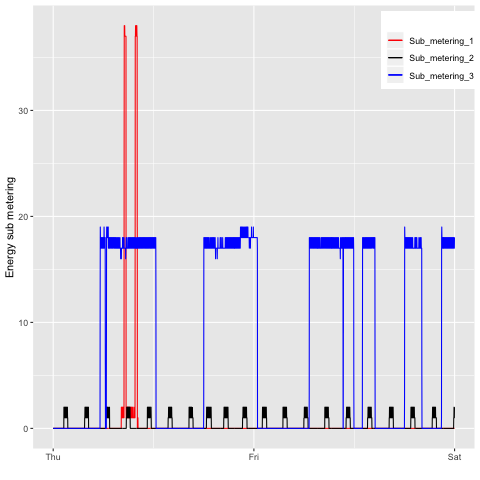 Sub_metering_1
Sub_metering_2
Sub_metering_3
Energy sub metering
30
20
10
0
Thu
Fri
Sat